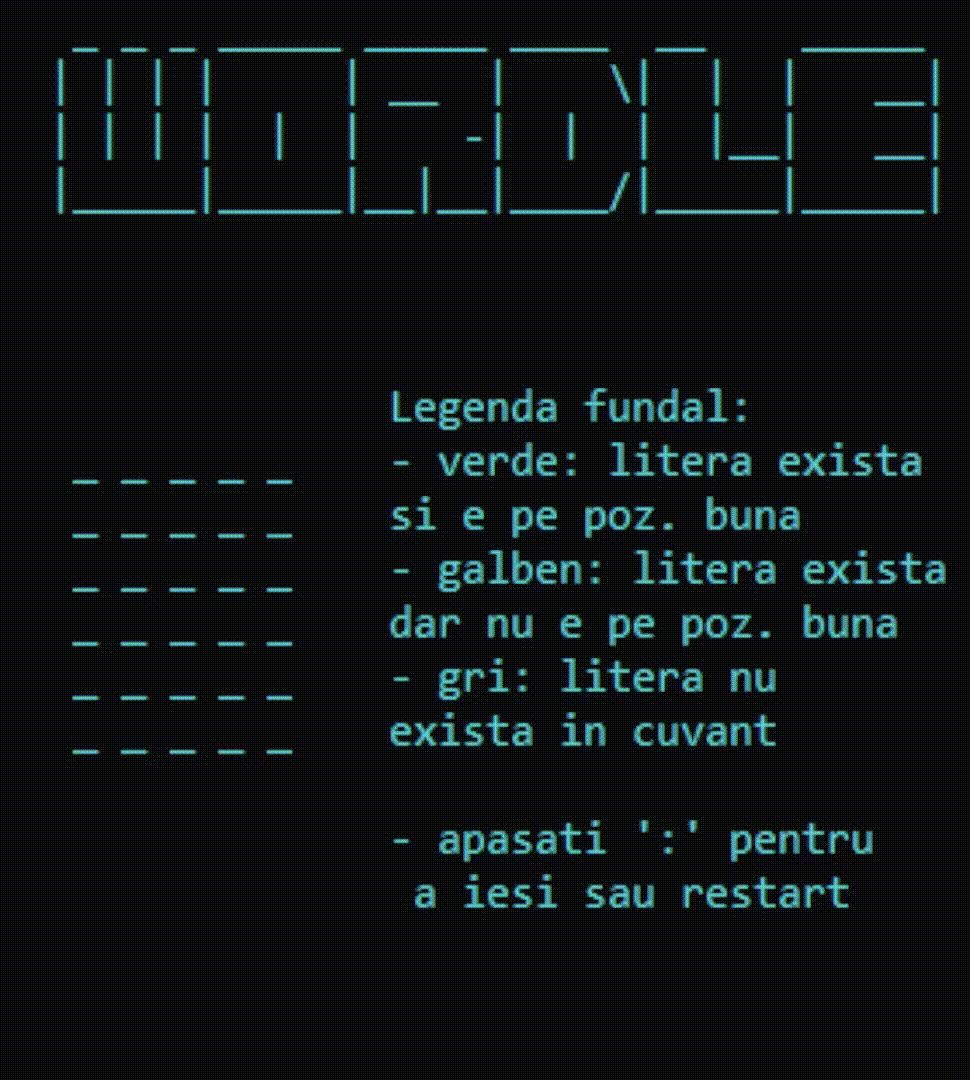 WORDLE
Legenda fundal:
- verde: litera exista
si e pe poz. buna
- galben: litera exista
dar nu e pe poz. buna
- gri: litera nu
exista in cuvant
- apasati ':' pentru
a iesi sau restart
_ _ _ _ _
_ _ _ _ _
_ _ _ _ _
_ _ _ _ _
_ _ _ _ _
_ _ _ _ _